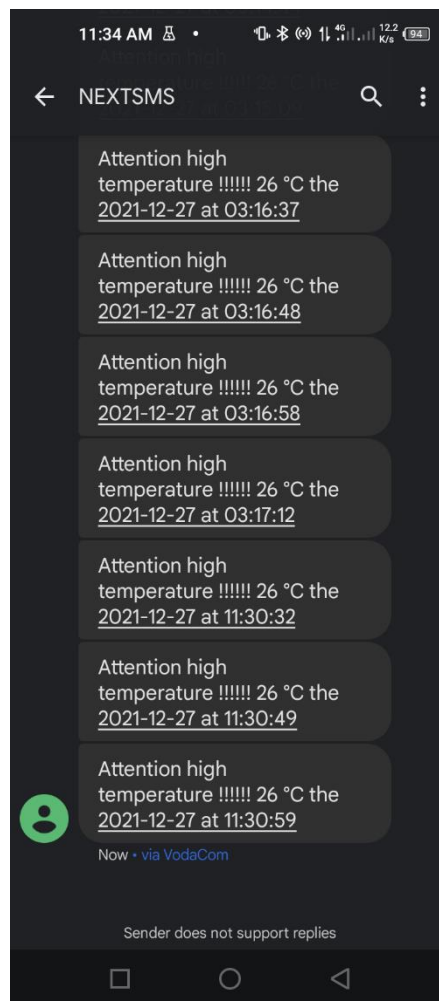 11:34 AM
4G
12.2
K/s
94
NEXTSMS
Attention high
temperature !!!!!! 26 °C the
2021-12-27 at 03:16:37
Attention high
temperature !!!!!! 26 °C the
2021-12-27 at 03:16:48
Attention high
temperature !!!!!! 26 °C the
2021-12-27 at 03:16:58
Attention high
temperature !!!!!! 26 °C the
2021-12-27 at 03:17:12
Attention high
temperature !!!!!! 26 °C the
2021-12-27 at 11:30:32
Attention high
temperature !!!!!! 26 °C the
2021-12-27 at 11:30:49
Attention high
temperature !!!!!! 26 °C the
2021-12-27 at 11:30:59
Now • via VodaCom
Sender does not support replies